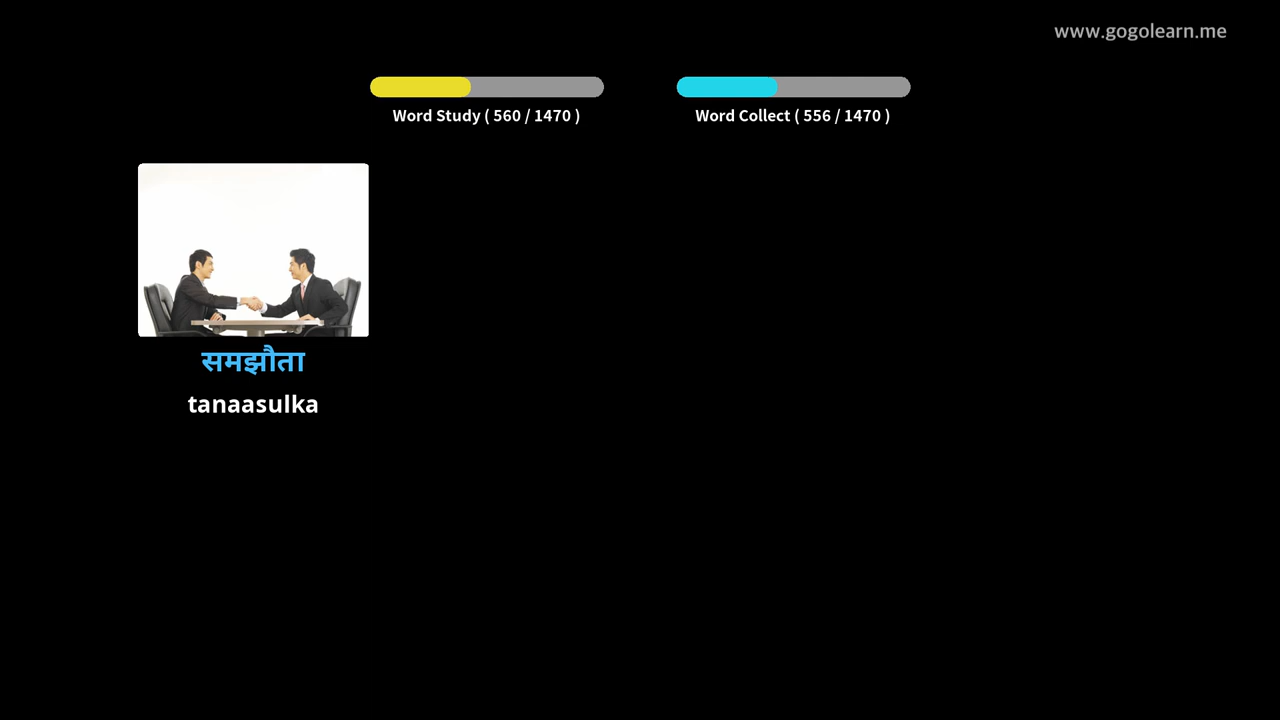 www.gogolearn.me
Word Study ( 560 / 1470 )
Word Collect ( 556 / 1470 )
समझौता
tanaasulka